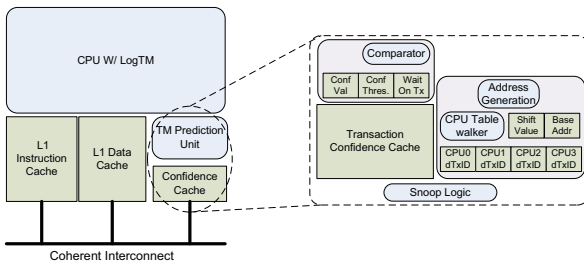 CPU W/ LogTM
L1
Instruction
Cache
L1 Data
Cache
TM Prediction
Unit
Confidence
Cache
Coherent Interconnect
Comparator
Conf
Val
Conf
Thres.
Wait
On Tx
Transaction
Confidence Cache
Address
Generation
CPU Table
walker
Shift
Value
Base
Addr
CPU0
dTxID
CPU1
dTxID
CPU2
dTxID
CPU3
dTxID
Snoop Logic